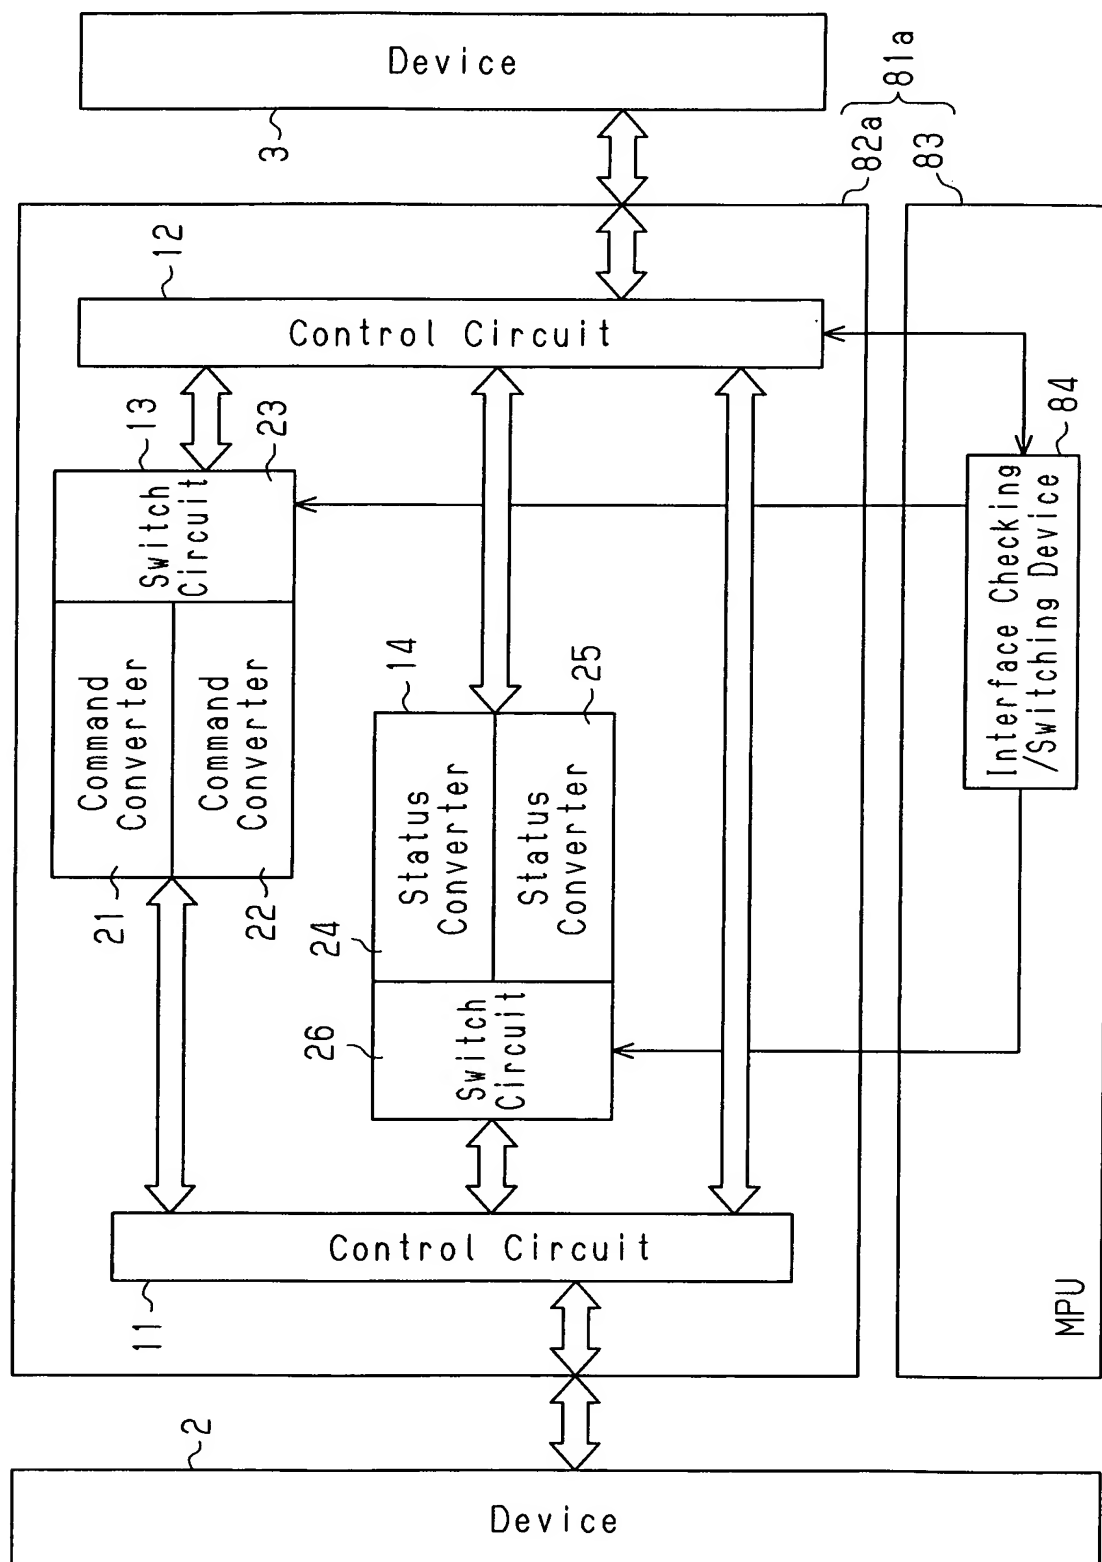 Device
3
81a
82a
83
12
Control Circuit
13
23
Switch
Circuit
84
Interface Checking
/Switching Device
Command
Converter
Command
Converter
21
22
14
25
Status
Converter
Status
Converter
24
26
Switch
Circuit
Control Circuit
11
MPU
2
Device